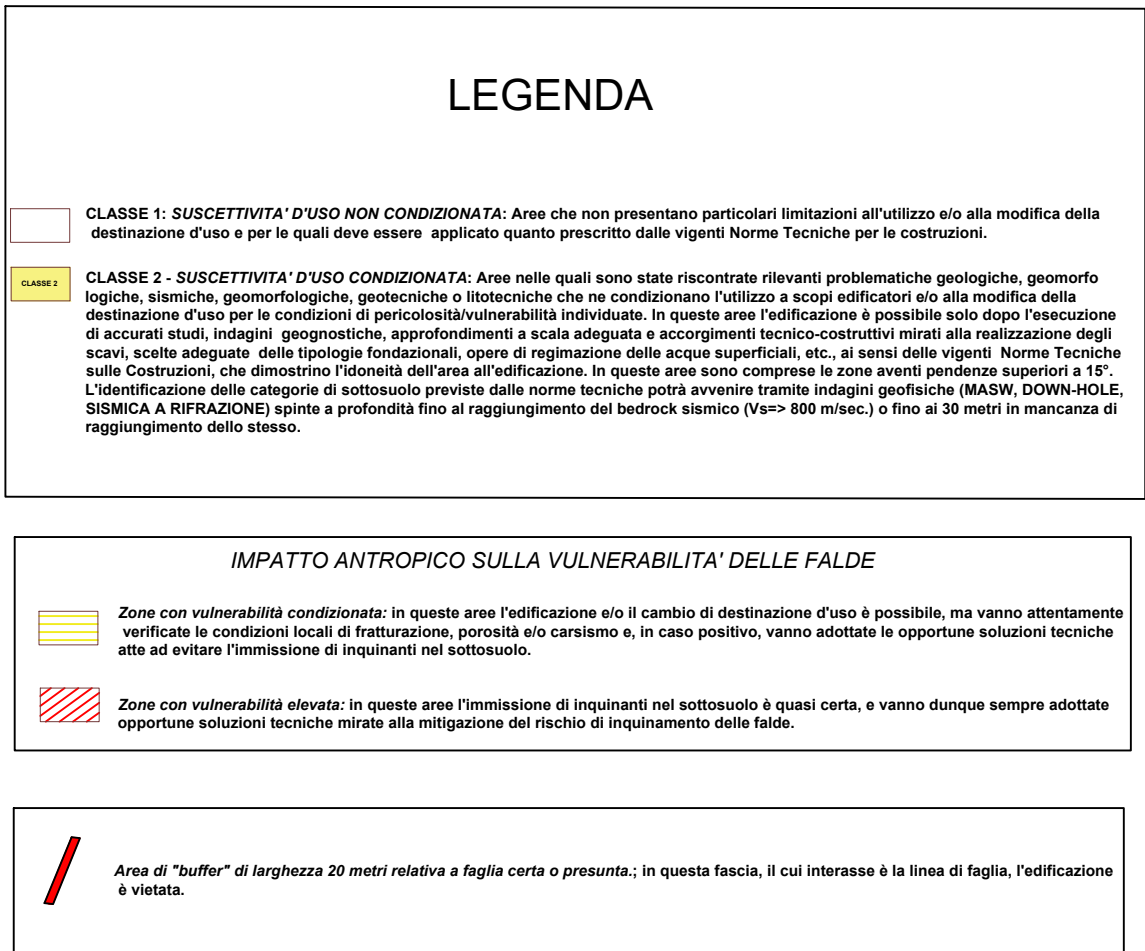 LEGENDA
CLASSE 1: SUSCETTIVITA' D'USO NON CONDIZIONATA: Aree che non presentano particolari limitazioni all'utilizzo e/o alla modifica della
destinazione d'uso e per le quali deve essere applicato quanto prescritto dalle vigenti Norme Tecniche per le costruzioni.
CLASSE 2
CLASSE 2 - SUSCETTIVITA' D'USO CONDIZIONATA: Aree nelle quali sono state riscontrate rilevanti problematiche geologiche, geomorfo
logiche, sismiche, geomorfologiche, geotecniche o litotecniche che ne condizionano l'utilizzo a scopi edificatori e/o alla modifica della
destinazione d'uso per le condizioni di pericolosità/vulnerabilità individuate. In queste aree l'edificazione è possibile solo dopo l'esecuzione
di accurati studi, indagini geognostiche, approfondimenti a scala adeguata e accorgimenti tecnico-costruttivi mirati alla realizzazione degli
scavi, scelte adeguate delle tipologie fondazionali, opere di regimazione delle acque superficiali, etc., ai sensi delle vigenti Norme Tecniche
sulle Costruzioni, che dimostrino l'idoneità dell'area all'edificazione. In queste aree sono comprese le zone aventi pendenze superiori a 15°.
L'identificazione delle categorie di sottosuolo previste dalle norme tecniche potrà avvenire tramite indagini geofisiche (MASW, DOWN-HOLE,
SISMICA A RIFRAZIONE) spinte a profondità fino al raggiungimento del bedrock sismico (Vs=> 800 m/sec.) o fino ai 30 metri in mancanza di
raggiungimento dello stesso.
IMPATTO ANTROPICO SULLA VULNERABILITA' DELLE FALDE
Zone con vulnerabilità condizionata: in queste aree l'edificazione e/o il cambio di destinazione d'uso è possibile, ma vanno attentamente
verificate le condizioni locali di fratturazione, porosità e/o carsismo e, in caso positivo, vanno adottate le opportune soluzioni tecniche
atte ad evitare l'immissione di inquinanti nel sottosuolo.
Zone con vulnerabilità elevata: in queste aree l'immissione di inquinanti nel sottosuolo è quasi certa, e vanno dunque sempre adottate
opportune soluzioni tecniche mirate alla mitigazione del rischio di inquinamento delle falde.
Area di "buffer" di larghezza 20 metri relativa a faglia certa o presunta.; in questa fascia, il cui interasse è la linea di faglia, l'edificazione
è vietata.